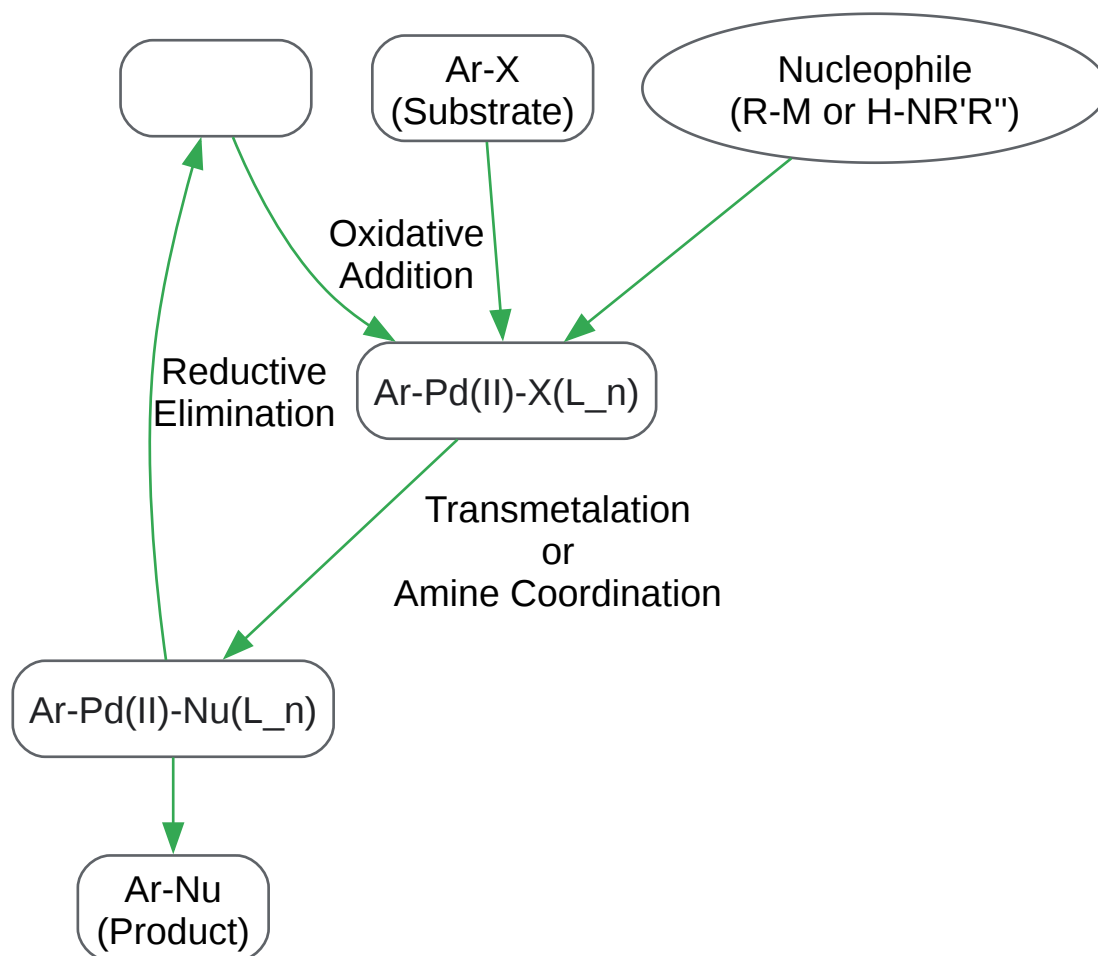 Ar-X
(Substrate)
Nucleophile
(R-M or H-NR'R")
Oxidative
Addition
Reductive
Elimination
Ar-Pd(II)-X(L_n)
Transmetalation
or
Amine Coordination
Ar-Pd(II)-Nu(L_n)
Ar-Nu
(Product)